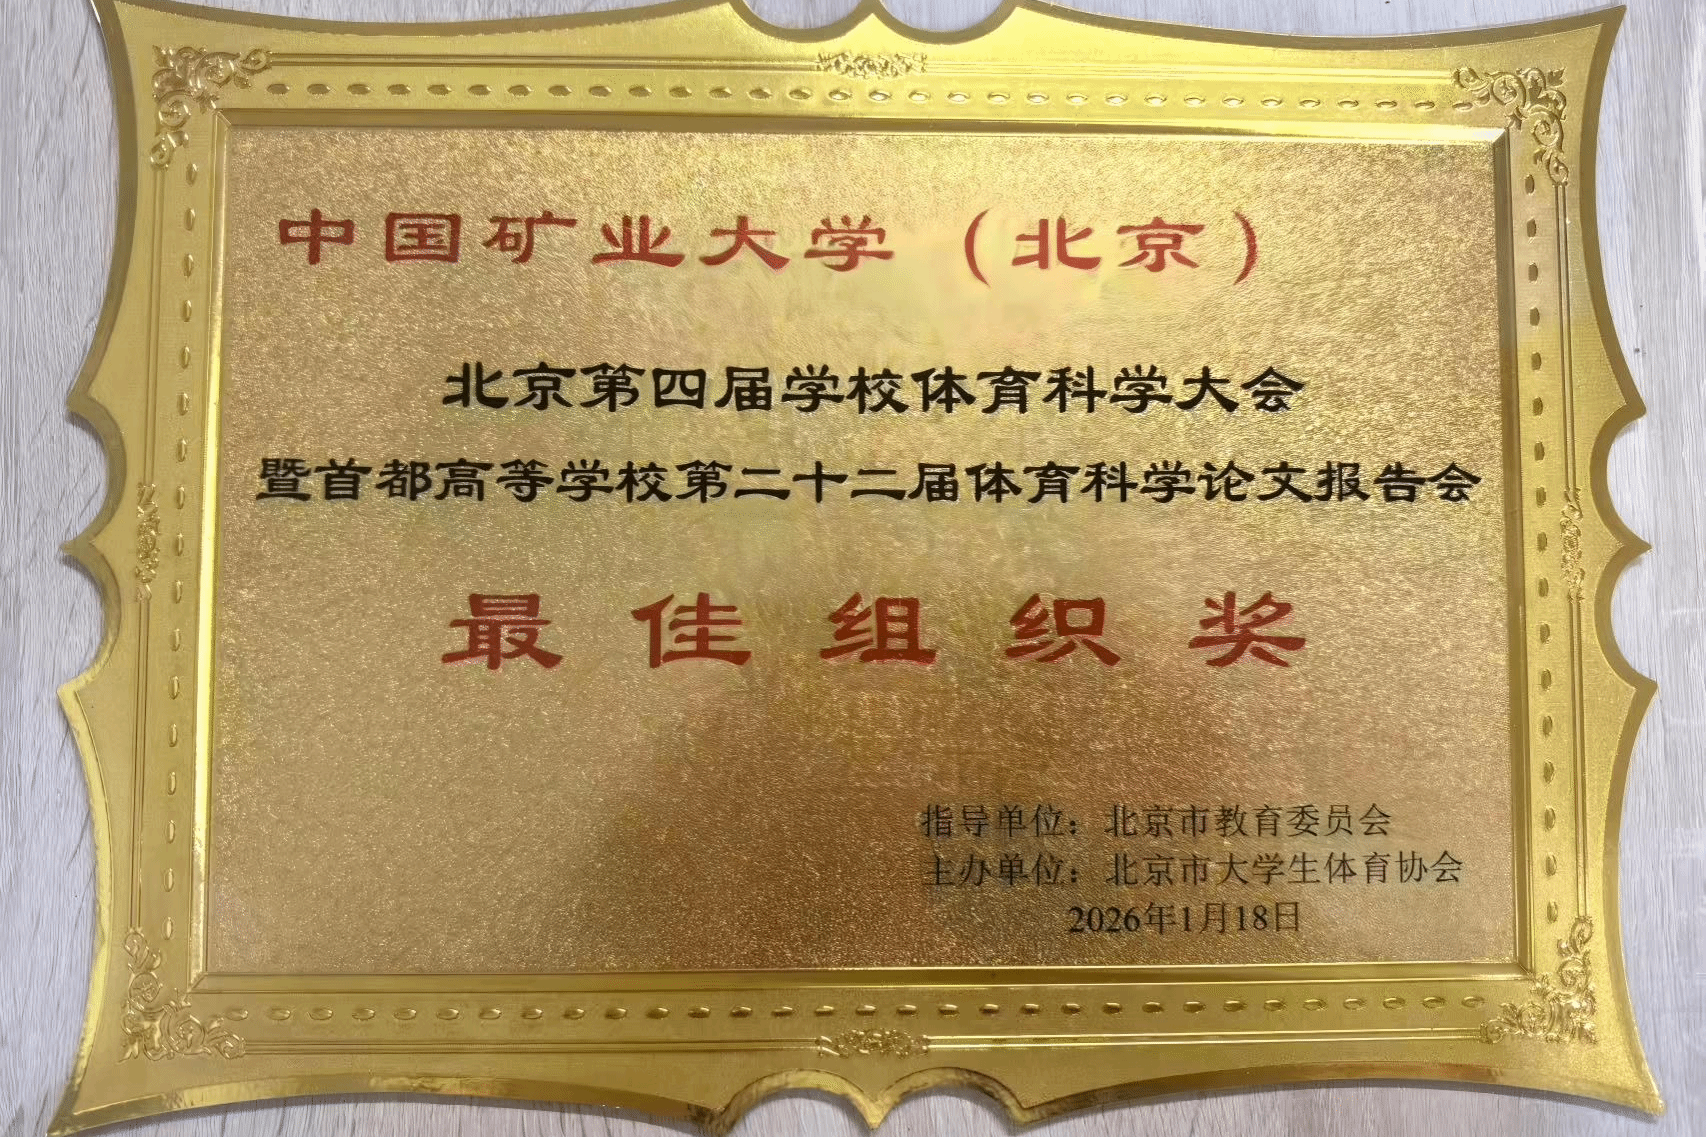 中国矿业大学（北京）
北京第四届学校体育科学大会
暨首都高等学校第二十二届体育科学论文报告会
最佳组织奖
指导单位：北京市教育委员会
主办单位：北京市大学生体育协会
2026年1月18日